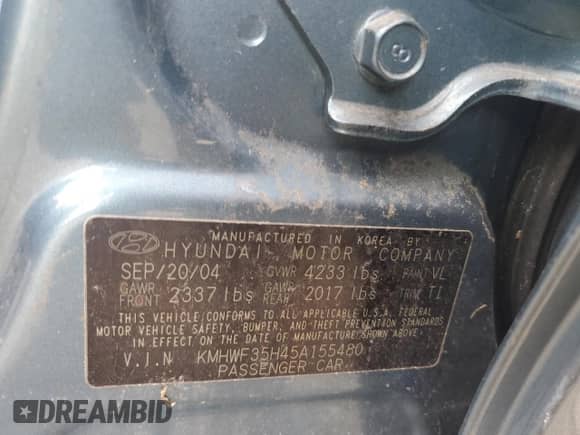 8
MANUFACTURED IN KOREA BY
HYUNDAI MOTOR COMPANY
SEP/20/04 GVWR 4233 lbs PAINT VL
GAWR FRONT 2337 lbs GAWR REAR 2017 lbs TRIM TI
THIS VEHICLE CONFORMS TO ALL APPLICABLE U.S.A. FEDERAL
MOTOR VEHICLE SAFETY, BUMPER, AND THEFT PREVENTION STANDARDS
IN EFFECT ON THE DATE OF MANUFACTURE SHOWN ABOVE.
V.I.N KMHWF35H45A155480
PASSENGER CAR
DREAMBID